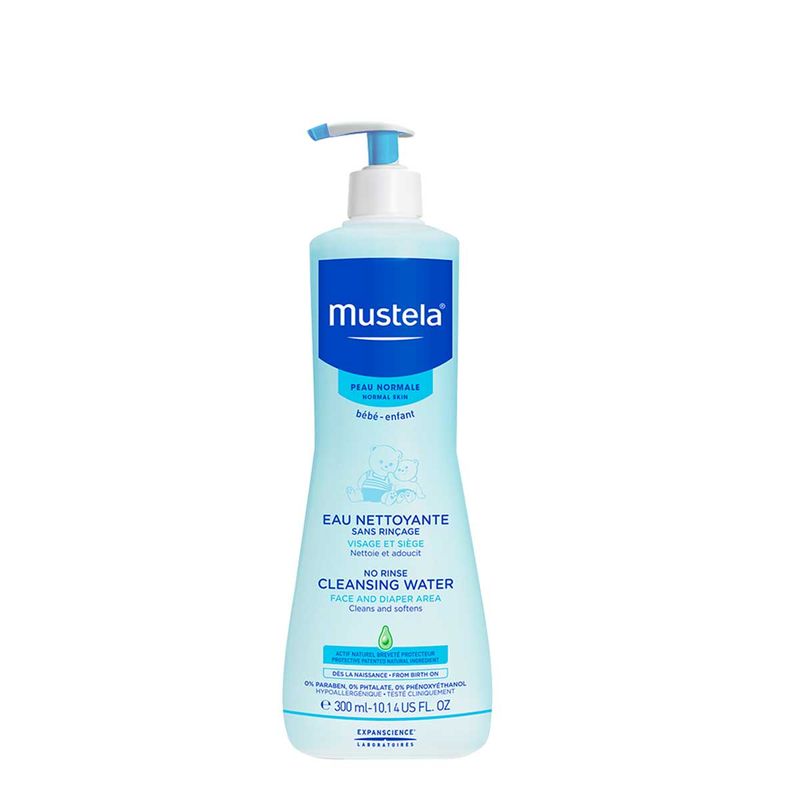 mustela®
PEAU NORMALE
NORMAL SKIN
bébé-enfant
EAU NETTOYANTE
SANS RINÇAGE
VISAGE ET SIÈGE
Nettoie et adoucit
NO RINSE
CLEANSING WATER
FACE AND DIAPER AREA
Cleans and softens
ACTIF NATUREL BREVETÉ PROTECTEUR
PROTECTIVE PATENTED NATURAL INGREDIENT
DÈS LA NAISSANCE • FROM BIRTH ON
0% PARABEN, 0% PHTALATE, 0% PHÉNOXYÉTHANOL
HYPOALLERGÉNIQUE • TESTÉ CLINIQUEMENT
℮ 300 ml-10.14 US FL. OZ
EXPANSCIENCE®
LABORATOIRES